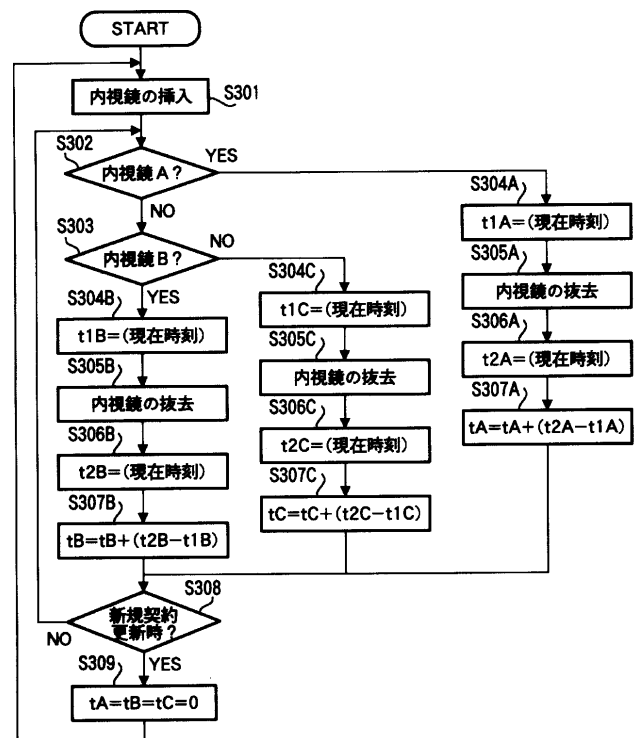 START
内視鏡の挿入
S301
S302
内視鏡A?
YES
NO
S303
内視鏡B?
NO
YES
S304A
t1A=(現在時刻)
S305A
内視鏡の抜去
S306A
t2A=(現在時刻)
S307A
tA=tA+(t2A-t1A)
S304C
t1C=(現在時刻)
S305C
内視鏡の抜去
S306C
t2C=(現在時刻)
S307C
tC=tC+(t2C-t1C)
S304B
t1B=(現在時刻)
S305B
内視鏡の抜去
S306B
t2B=(現在時刻)
S307B
tB=tB+(t2B-t1B)
S308
新規契約
更新時?
NO
YES
S309
tA=tB=tC=0